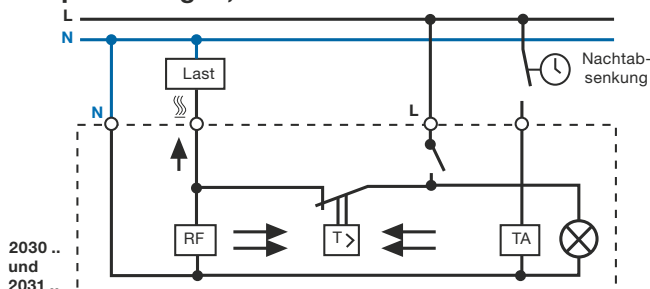 L
N
Last
Nachtab-
senkung
N
L
RF
T >
TA
2030 ..
und
2031 ..